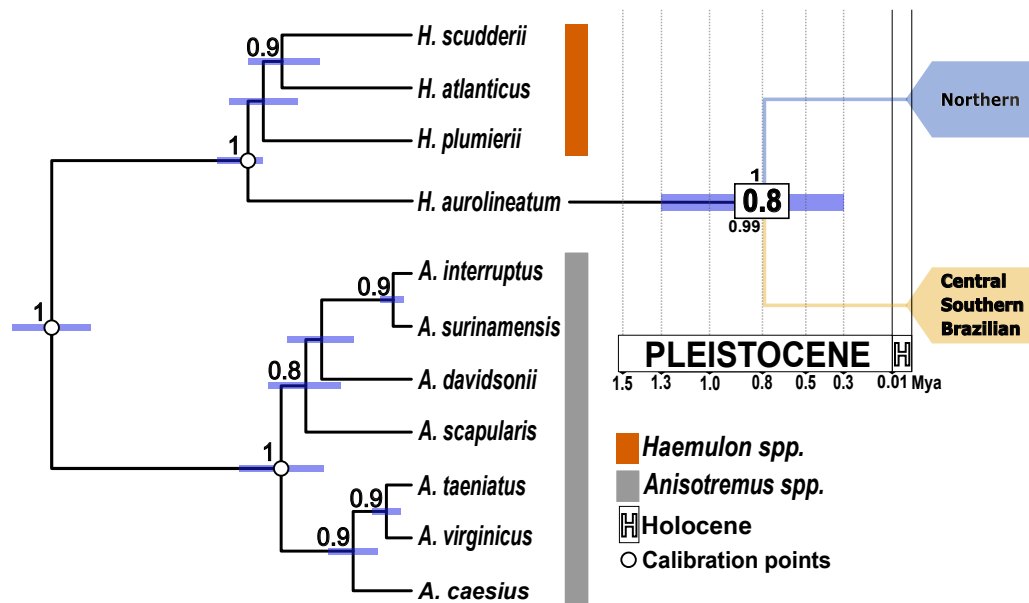 H. scudderii
0.9
H. atlanticus
H. plumierii
1
H. aurolineatum
A. interruptus
0.9
A. surinamensis
1
A. davidsonii
0.8
A. scapularis
1
A. taeniatus
0.9
A. virginicus
0.9
A. caesius
Northern
1
0.8
0.99
Central
Southern
Brazilian
PLEISTOCENE H
1.5 1.3 1.0 0.8 0.5 0.3 0.01 Mya
Haemulon spp.
Anisotremus spp.
H Holocene
Calibration points